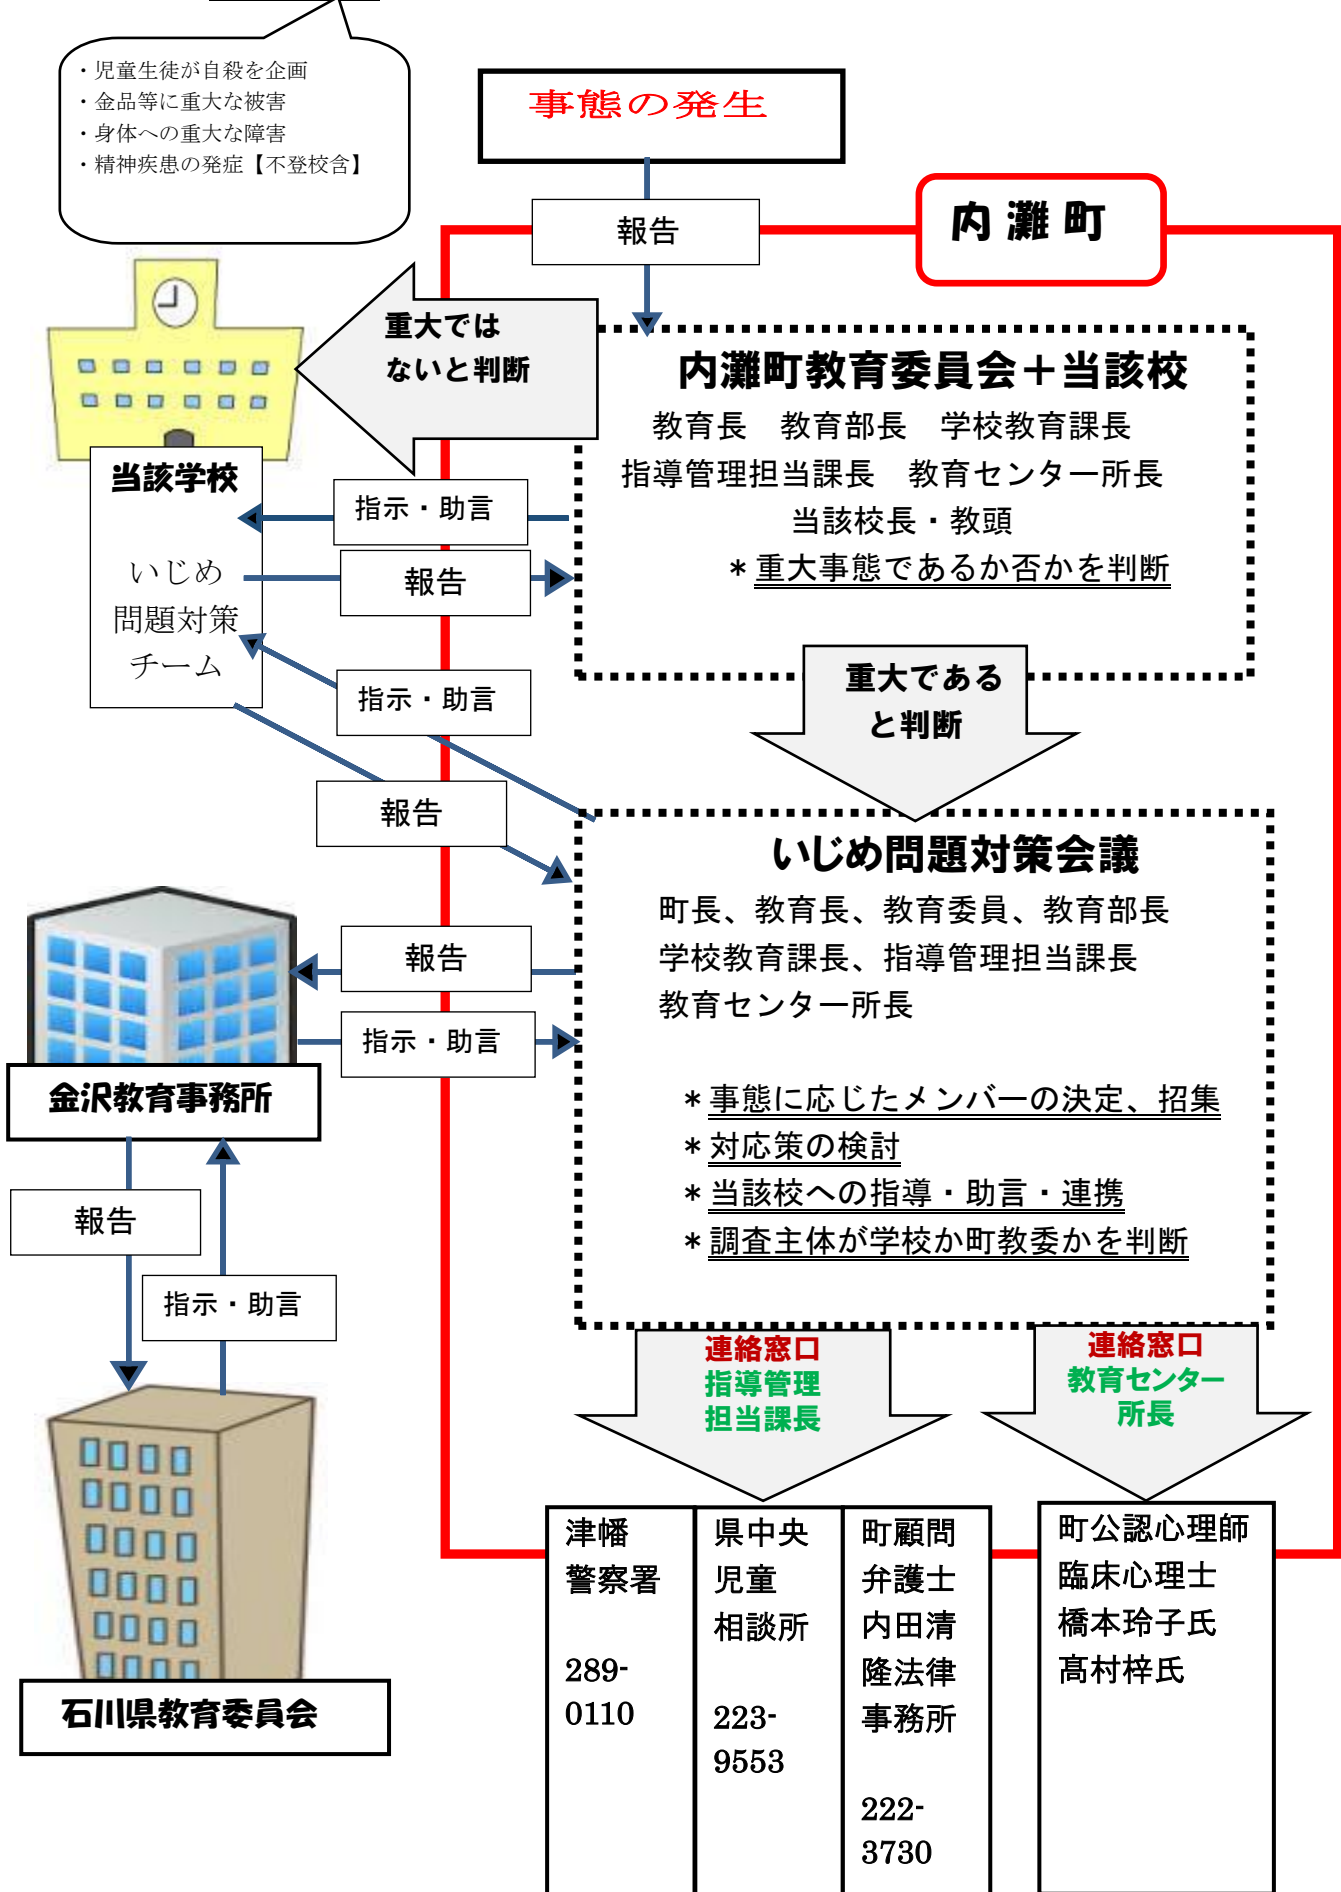 ・児童生徒が自殺を企画
・金品等に重大な被害
・身体への重大な障害
・精神疾患の発症【不登校含】
事態の発生
報告
内灘町
重大では
ないと判断
内灘町教育委員会＋当該校
教育長　教育部長　学校教育課長
指導管理担当課長　教育センター所長
当該校長・教頭
＊重大事態であるか否かを判断
当該学校
いじめ
問題対策
チーム
指示・助言
報告
指示・助言
報告
重大である
と判断
いじめ問題対策会議
町長、教育長、教育委員、教育部長
学校教育課長、指導管理担当課長
教育センター所長
＊事態に応じたメンバーの決定、招集
＊対応策の検討
＊当該校への指導・助言・連携
＊調査主体が学校か町教委かを判断
報告
指示・助言
金沢教育事務所
報告
指示・助言
石川県教育委員会
連絡窓口
指導管理
担当課長
連絡窓口
教育センター
所長
津幡
警察署
289-
0110
県中央
児童
相談所
223-
9553
町顧問
弁護士
内田清
隆法律
事務所
222-
3730
町公認心理師
臨床心理士
橋本玲子氏
髙村梓氏